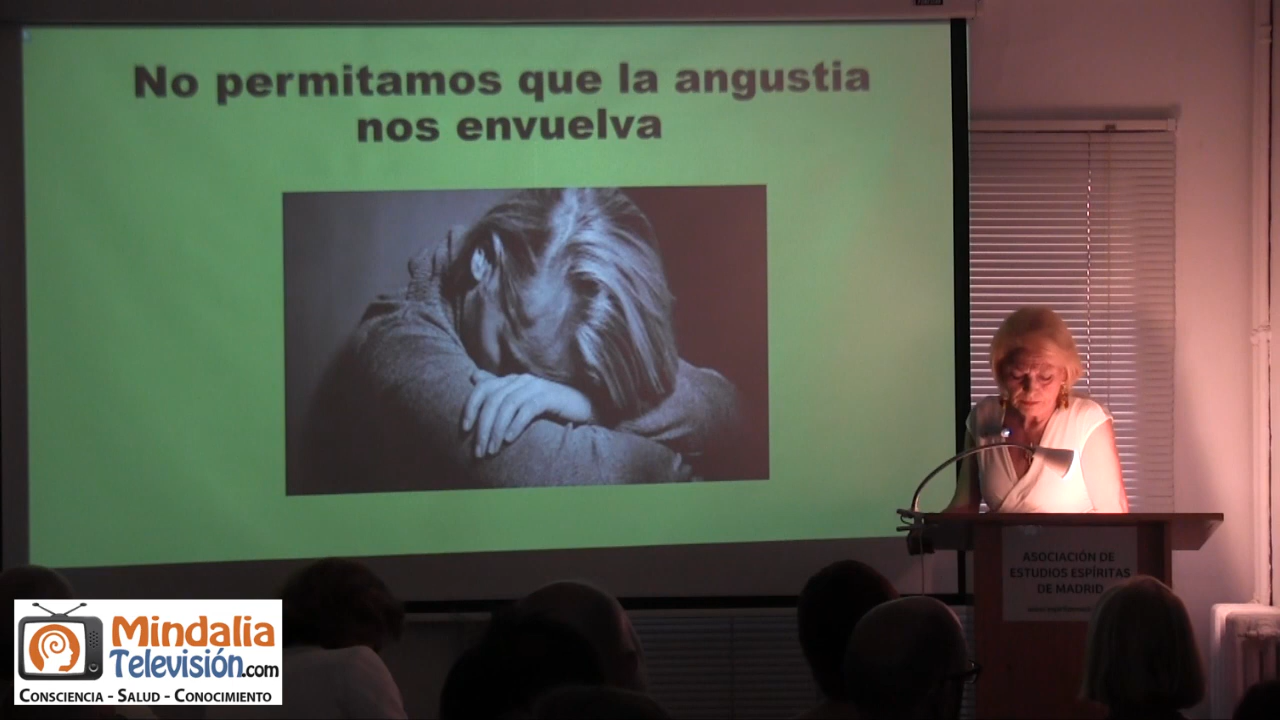 No permitamos que la angustia
nos envuelva
ASOCIACIÓN DE
ESTUDIOS ESPÍRITAS
DE MADRID
Mindalia
Televisión.com
CONSCIENCIA - SALUD - CONOCIMIENTO